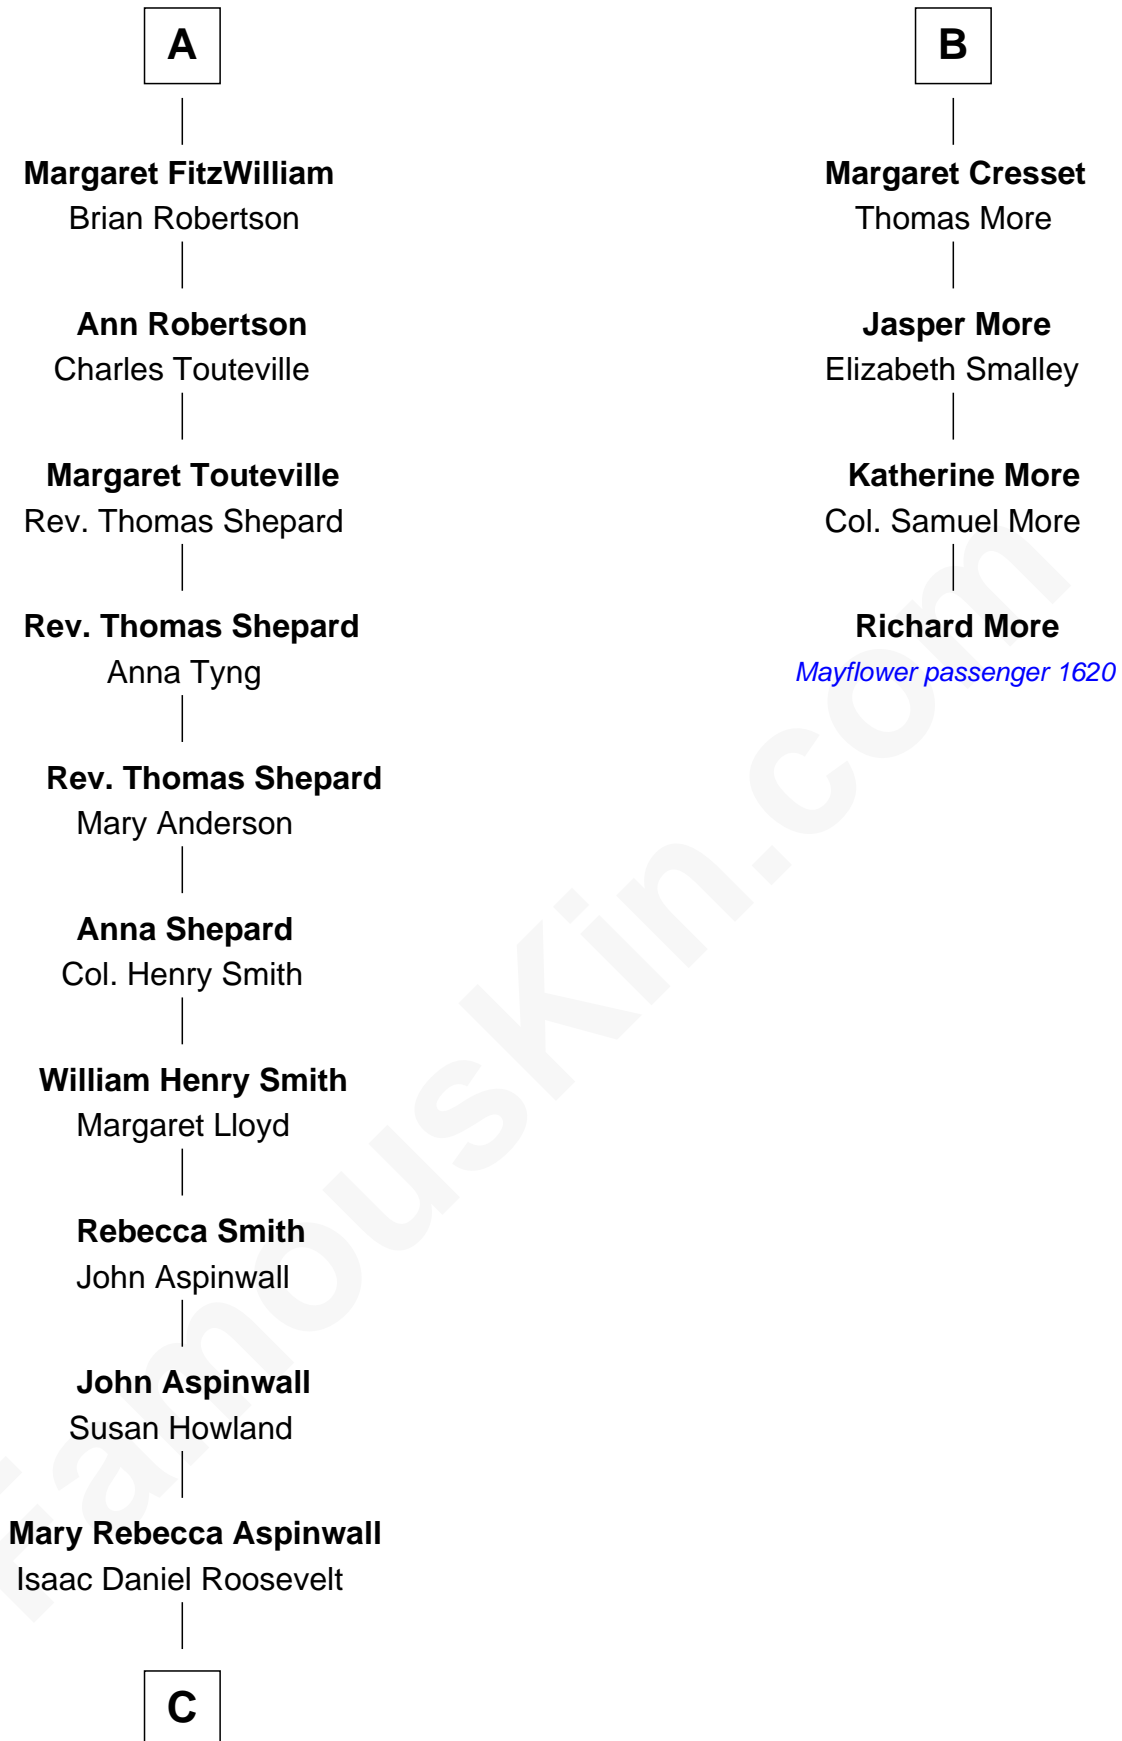 A
Margaret FitzWilliam
Brian Robertson
Ann Robertson
Charles Touteville
Margaret Touteville
Rev. Thomas Shepard
Rev. Thomas Shepard
Anna Tyng
Rev. Thomas Shepard
Mary Anderson
Anna Shepard
Col. Henry Smith
William Henry Smith
Margaret Lloyd
Rebecca Smith
John Aspinwall
John Aspinwall
Susan Howland
Mary Rebecca Aspinwall
Isaac Daniel Roosevelt
C
B
Margaret Cresset
Thomas More
Jasper More
Elizabeth Smalley
Katherine More
Col. Samuel More
Richard More
Mayflower passenger 1620
FamousKin.com